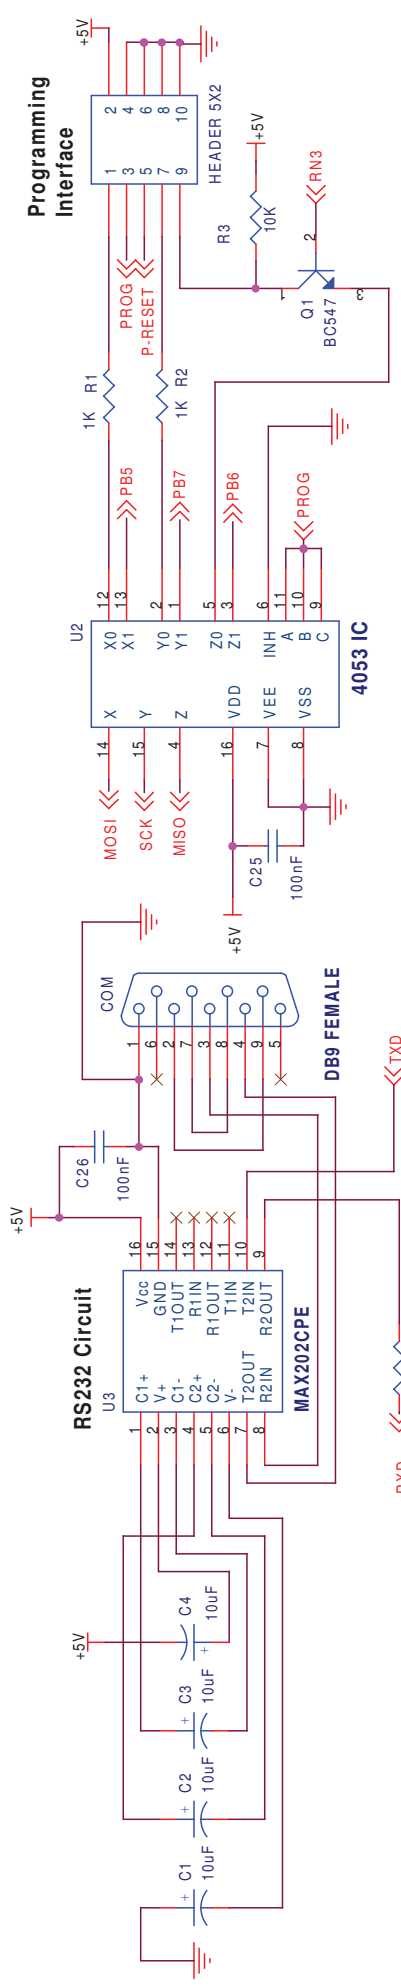 RS232 Circuit
+5V
C26
100nF
U3
1
2
3
4
5
6
7
8
C1+
V+
C1-
C2+
C2-
V-
T2OUT
R2IN
Vcc
GND
T1OUT
R1IN
R1OUT
T1IN
T2IN
R2OUT
16
15
14
13
12
11
10
9
MAX202CPE
+5V
C1
10uF
+
C2
10uF
+
C3
10uF
+
C4
10uF
+
TXD
COM
1
6
2
7
3
8
4
9
5
DB9 FEMALE
+5V
C25
100nF
MOSI
SCK
MISO
U2
14
15
4
16
7
8
X
Y
Z
VDD
VEE
VSS
X0
X1
Y0
Y1
Z0
Z1
INH
A
B
C
12
13
2
1
5
3
6
11
10
9
4053 IC
PB5
PB7
PB6
PROG
R1
1K
R2
1K
PROG
P-RESET
Programming
Interface
+5V
1
3
5
7
9
2
4
6
8
10
HEADER 5X2
R3
10K
+5V
Q1
BC547
1
2
3
RN3